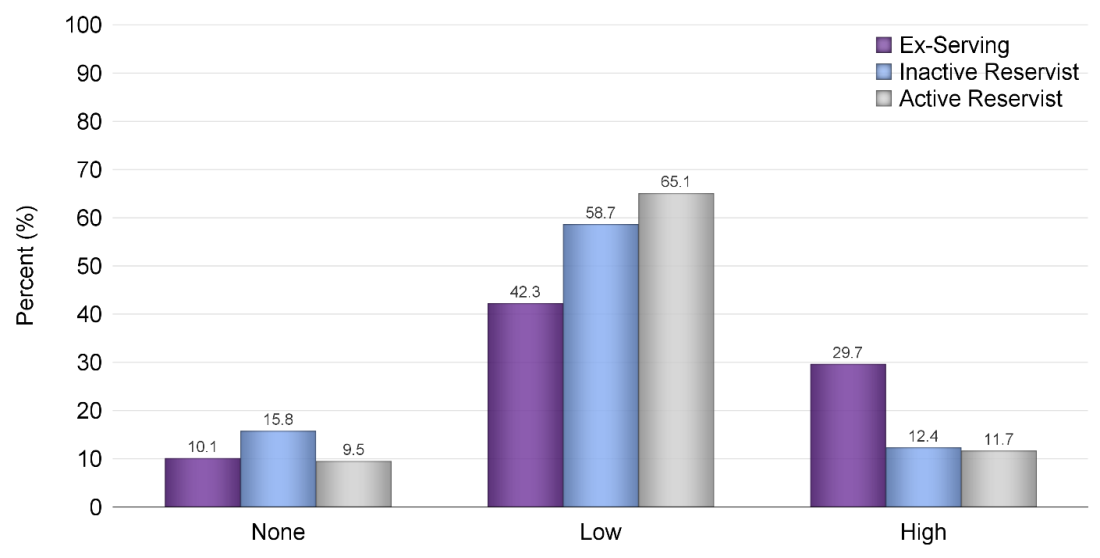 100
90
80
70
60
50
40
30
20
10
0
Percent (%)
Ex-Serving
Inactive Reservist
Active Reservist
10.1
15.8
9.5
42.3
58.7
65.1
29.7
12.4
11.7
None
Low
High